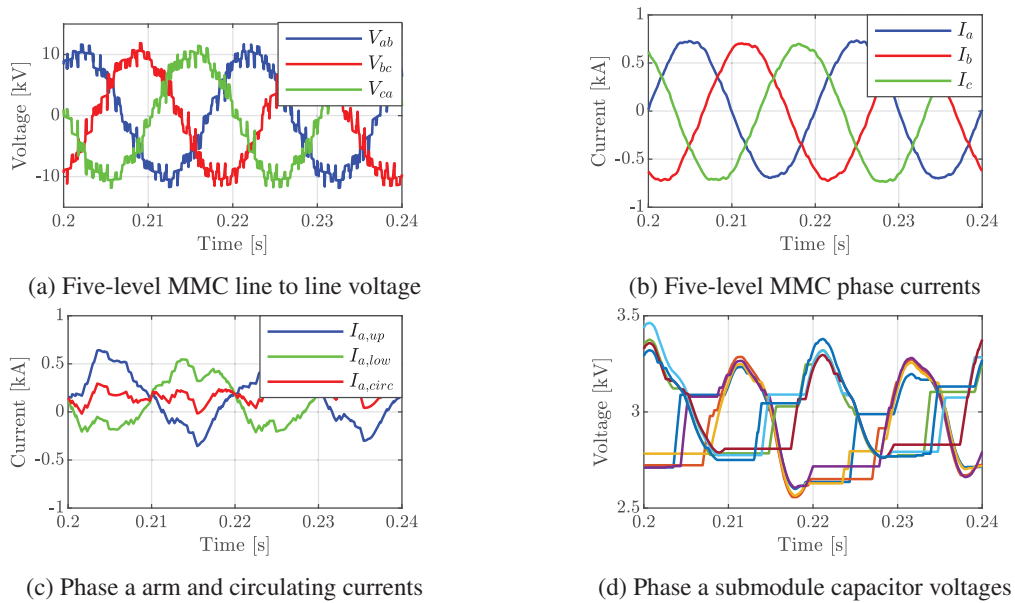 10
0
-10
Voltage [kV]
V_ab
V_bc
V_ca
0.2 0.21 0.22 0.23 0.24
Time [s]
(a) Five-level MMC line to line voltage
1
0.5
0
-0.5
-1
Current [kA]
I_a
I_b
I_c
0.2 0.21 0.22 0.23 0.24
Time [s]
(b) Five-level MMC phase currents
1
0.5
0
-0.5
-1
Current [kA]
I_a,up
I_a,low
I_a,circ
0.2 0.21 0.22 0.23 0.24
Time [s]
(c) Phase a arm and circulating currents
3.5
3
2.5
Voltage [kV]
0.2 0.21 0.22 0.23 0.24
Time [s]
(d) Phase a submodule capacitor voltages